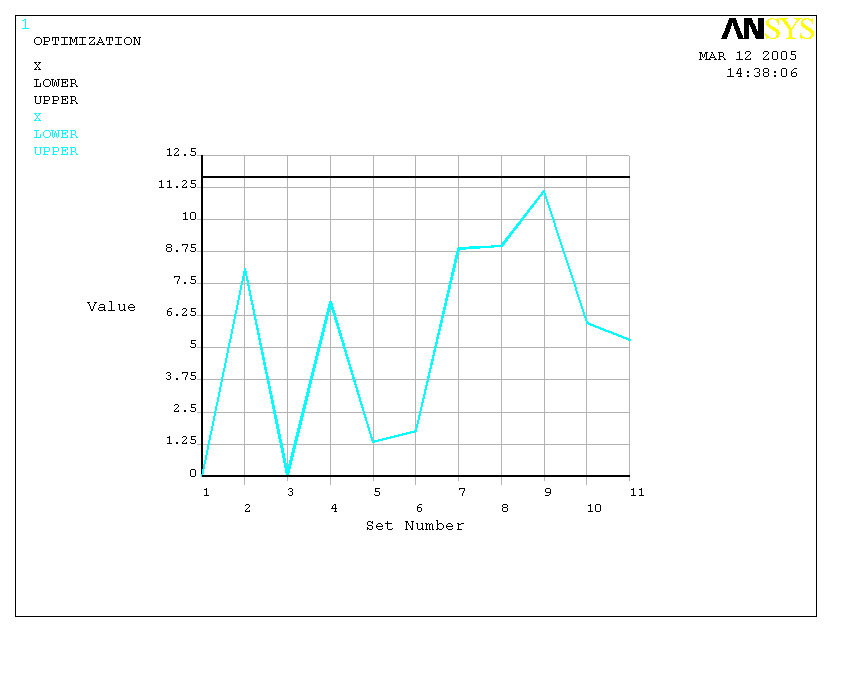 1
OPTIMIZATION
X
LOWER
UPPER
X
LOWER
UPPER
ANSYS
MAR 12 2005
14:38:06
12.5
11.25
10
8.75
7.5
6.25
5
3.75
2.5
1.25
0
Value
1
2
3
4
5
6
7
8
9
10
11
Set Number